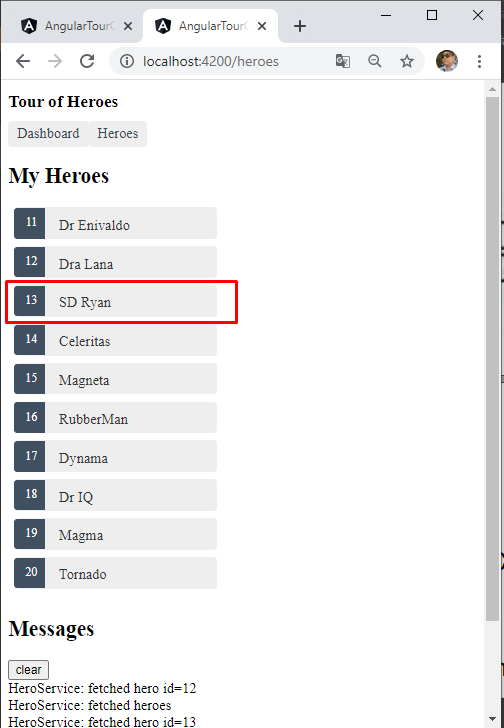 AngularTourO
AngularTourO
localhost:4200/heroes
Tour of Heroes
Dashboard Heroes
My Heroes
11 Dr Enivaldo
12 Dra Lana
13 SD Ryan
14 Celeritas
15 Magneta
16 RubberMan
17 Dynama
18 Dr IQ
19 Magma
20 Tornado
Messages
clear
HeroService: fetched hero id=12
HeroService: fetched heroes
HeroService: fetched hero id=13